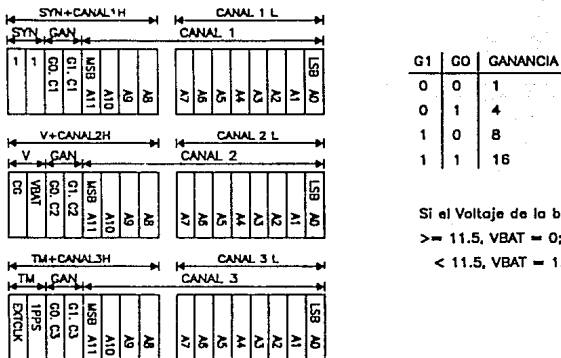 SYN+CANAL1H CANAL 1 L
SYN GAN CANAL 1
1 1 G0. C1 G1. C1 MSB A11 A10 A9 A8 A7 A6 A5 A4 A3 A2 A1 LSB A0
V+CANAL2H CANAL 2 L
V GAN CANAL 2
CG VBAT G0. C2 G1. C2 MSB A11 A10 A9 A8 A7 A6 A5 A4 A3 A2 A1 LSB A0
TM+CANAL3H CANAL 3 L
TM GAN CANAL 3
EXTCLK 1PPS G0. C3 G1. C3 MSB A11 A10 A9 A8 A7 A6 A5 A4 A3 A2 A1 LSB A0
G1 G0 GANANCIA
0 0 1
0 1 4
1 0 8
1 1 16
Si el Voltaje de la b
>= 11.5, VBAT = 0;
< 11.5, VBAT = 1